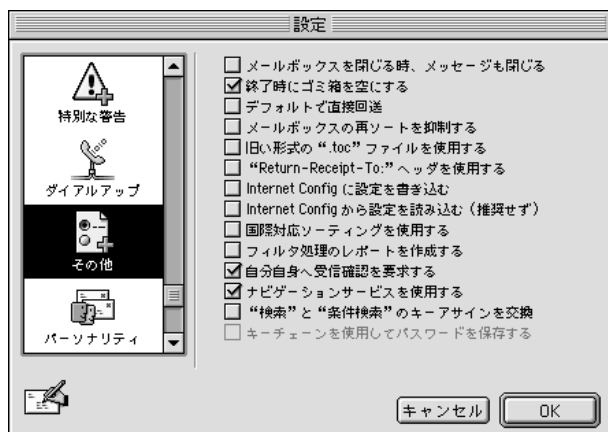 設定
特別な警告
ダイアルアップ
その他
パーソナリティ
メールボックスを閉じる時、メッセージも閉じる
終了時にゴミ箱を空にする
デフォルトで直接回送
メールボックスの再ソートを抑制する
旧い形式の“.toc”ファイルを使用する
“Return-Receipt-To:”ヘッダを使用する
Internet Config に設定を書き込む
Internet Config から設定を読み込む（推奨せず）
国際対応ソーティングを使用する
フィルタ処理のレポートを作成する
自分自身へ受信確認を要求する
ナビゲーションサービスを使用する
“検索”と“条件検索”のキーアサインを交換
キーチェーンを使用してパスワードを保存する
キャンセル
OK